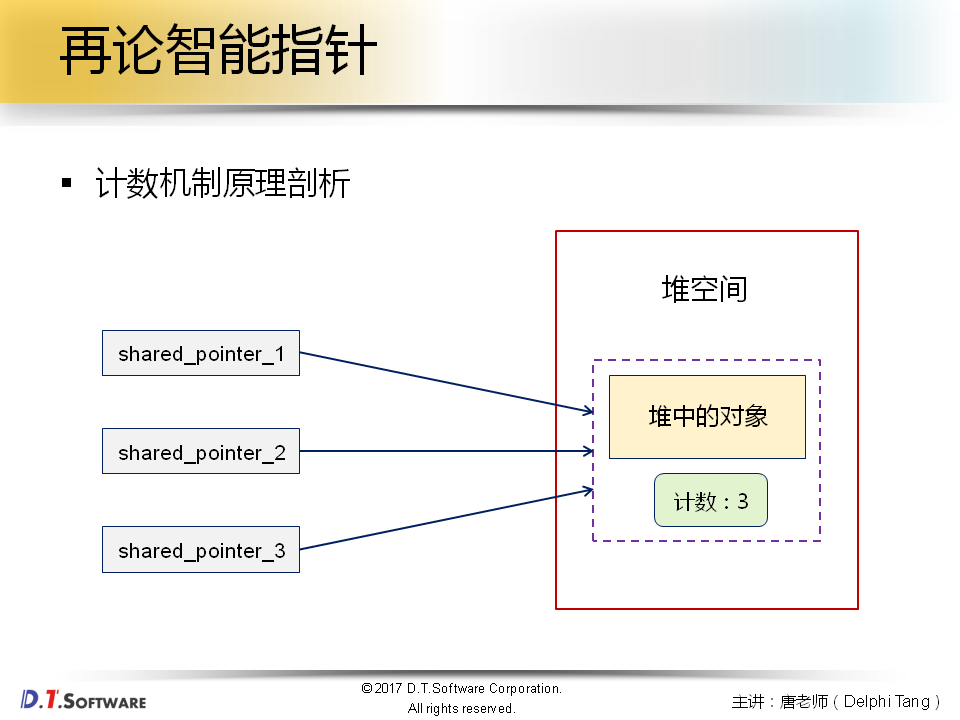 再论智能指针
▪ 计数机制原理剖析
堆空间
shared_pointer_1
堆中的对象
shared_pointer_2
计数：3
shared_pointer_3
D.T.SOFTWARE
©2017 D.T.Software Corporation.
All rights reserved.
主讲：唐老师（Delphi Tang）